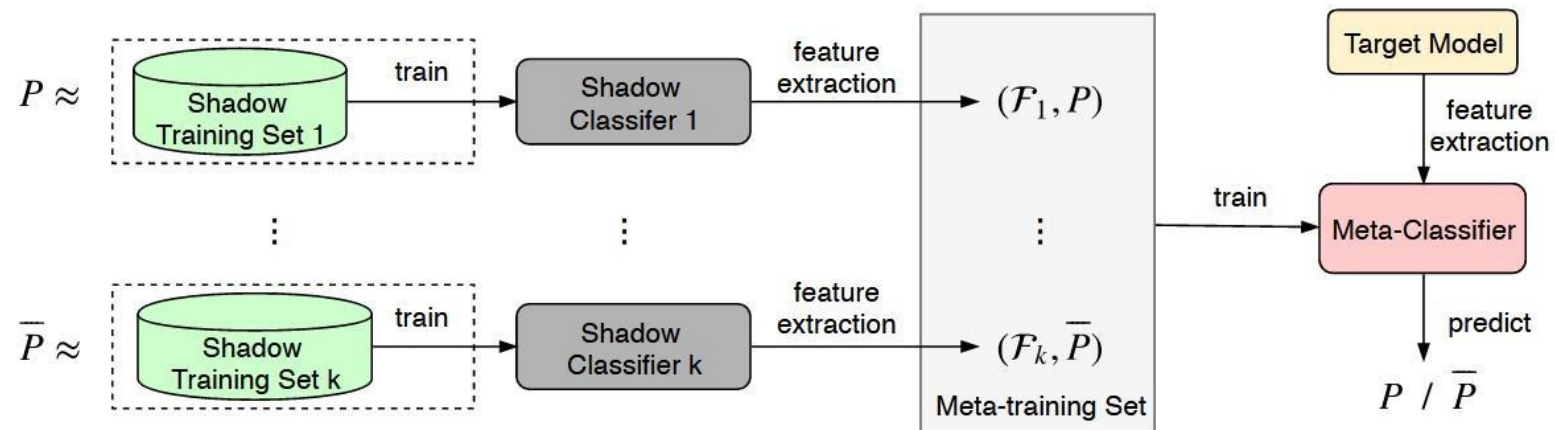 P ≈
Shadow
Training Set 1
train
Shadow
Classifer 1
feature
extraction
(ℱ₁, P)
⋮
⋮
⋮
P̅ ≈
Shadow
Training Set k
train
Shadow
Classifier k
feature
extraction
(ℱₖ, P̅)
Meta-training Set
train
Target Model
feature
extraction
Meta-Classifier
predict
P / P̅